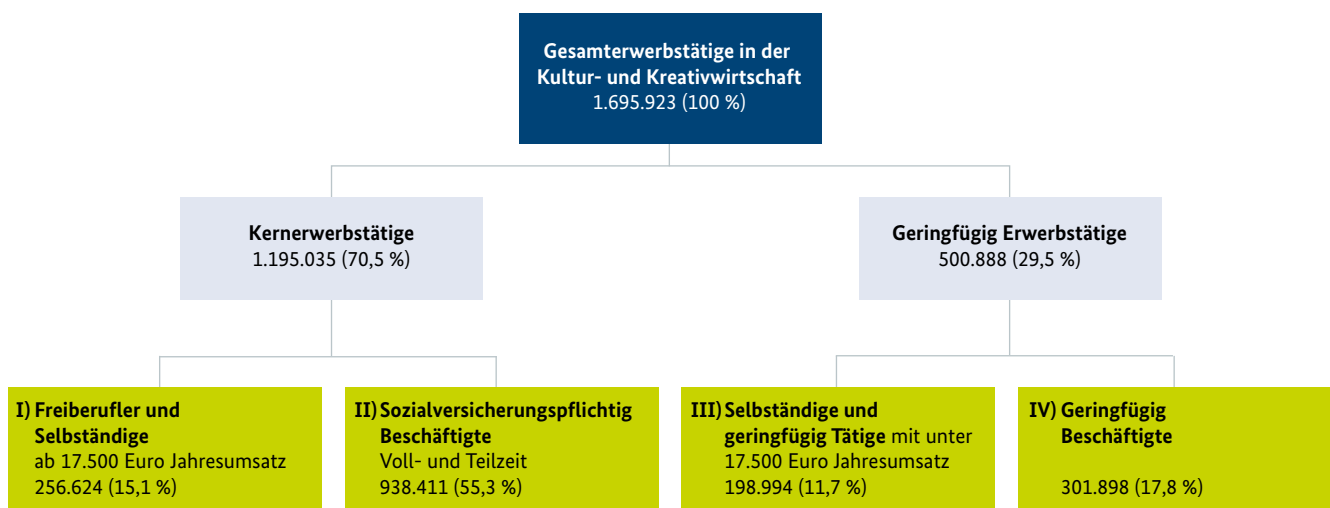 Gesamterwerbstätige in der
Kultur- und Kreativwirtschaft
1.695.923 (100 %)
Kernerwerbstätige
1.195.035 (70,5 %)
Geringfügig Erwerbstätige
500.888 (29,5 %)
I) Freiberufler und
Selbständige
ab 17.500 Euro Jahresumsatz
256.624 (15,1 %)
II) Sozialversicherungspflichtig
Beschäftigte
Voll- und Teilzeit
938.411 (55,3 %)
III) Selbständige und
geringfügig Tätige mit unter
17.500 Euro Jahresumsatz
198.994 (11,7 %)
IV) Geringfügig
Beschäftigte
301.898 (17,8 %)